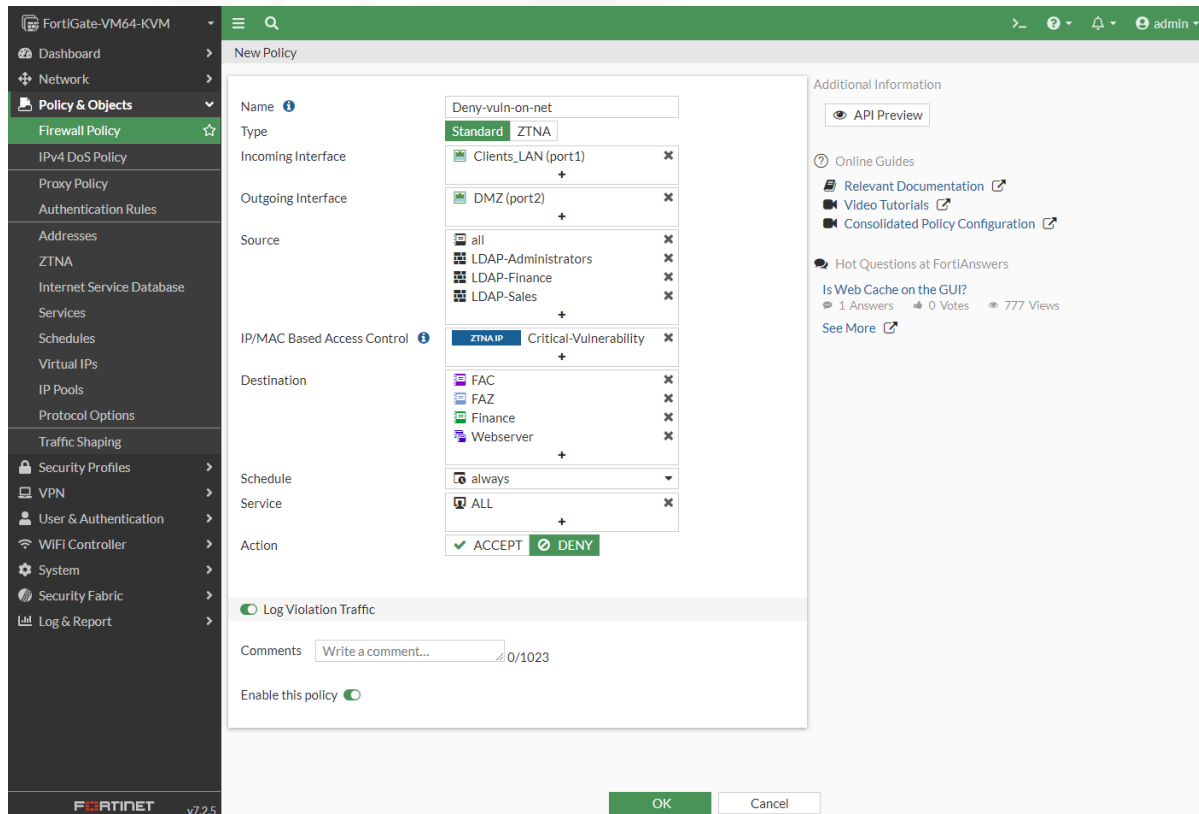 FortiGate-VM64-KVM
>_
admin
Dashboard
Network
Policy & Objects
Firewall Policy
IPv4 DoS Policy
Proxy Policy
Authentication Rules
Addresses
ZTNA
Internet Service Database
Services
Schedules
Virtual IPs
IP Pools
Protocol Options
Traffic Shaping
Security Profiles
VPN
User & Authentication
WiFi Controller
System
Security Fabric
Log & Report
FORTINET v7.2.5
New Policy
Name Deny-vuln-on-net
Type Standard ZTNA
Incoming Interface Clients_LAN (port1)
+
Outgoing Interface DMZ (port2)
+
Source all
LDAP-Administrators
LDAP-Finance
LDAP-Sales
+
IP/MAC Based Access Control ZTNA IP Critical-Vulnerability
+
Destination FAC
FAZ
Finance
Webserver
+
Schedule always
Service ALL
+
Action ACCEPT DENY
Log Violation Traffic
Comments Write a comment... 0/1023
Enable this policy
OK Cancel
Additional Information
API Preview
Online Guides
Relevant Documentation
Video Tutorials
Consolidated Policy Configuration
Hot Questions at FortiAnswers
Is Web Cache on the GUI?
1 Answers 0 Votes 777 Views
See More